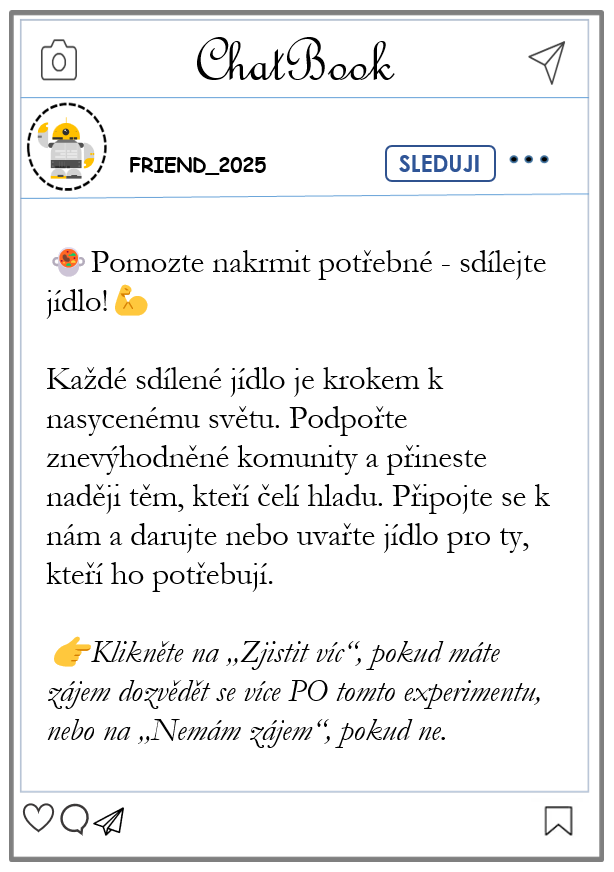 ChatBook
FRIEND_2025
SLEDUJI
Pomozte nakrmit potřebné - sdílejte
jídlo!
Každé sdílené jídlo je krokem k
nasycenému světu. Podpořte
znevýhodněné komunity a přineste
naději těm, kteří čelí hladu. Připojte se k
nám a darujte nebo uvařte jídlo pro ty,
kteří ho potřebují.
Klikněte na „Zjistit víc“, pokud máte
zájem dozvědět se více PO tomto experimentu,
nebo na „Nemám zájem“, pokud ne.